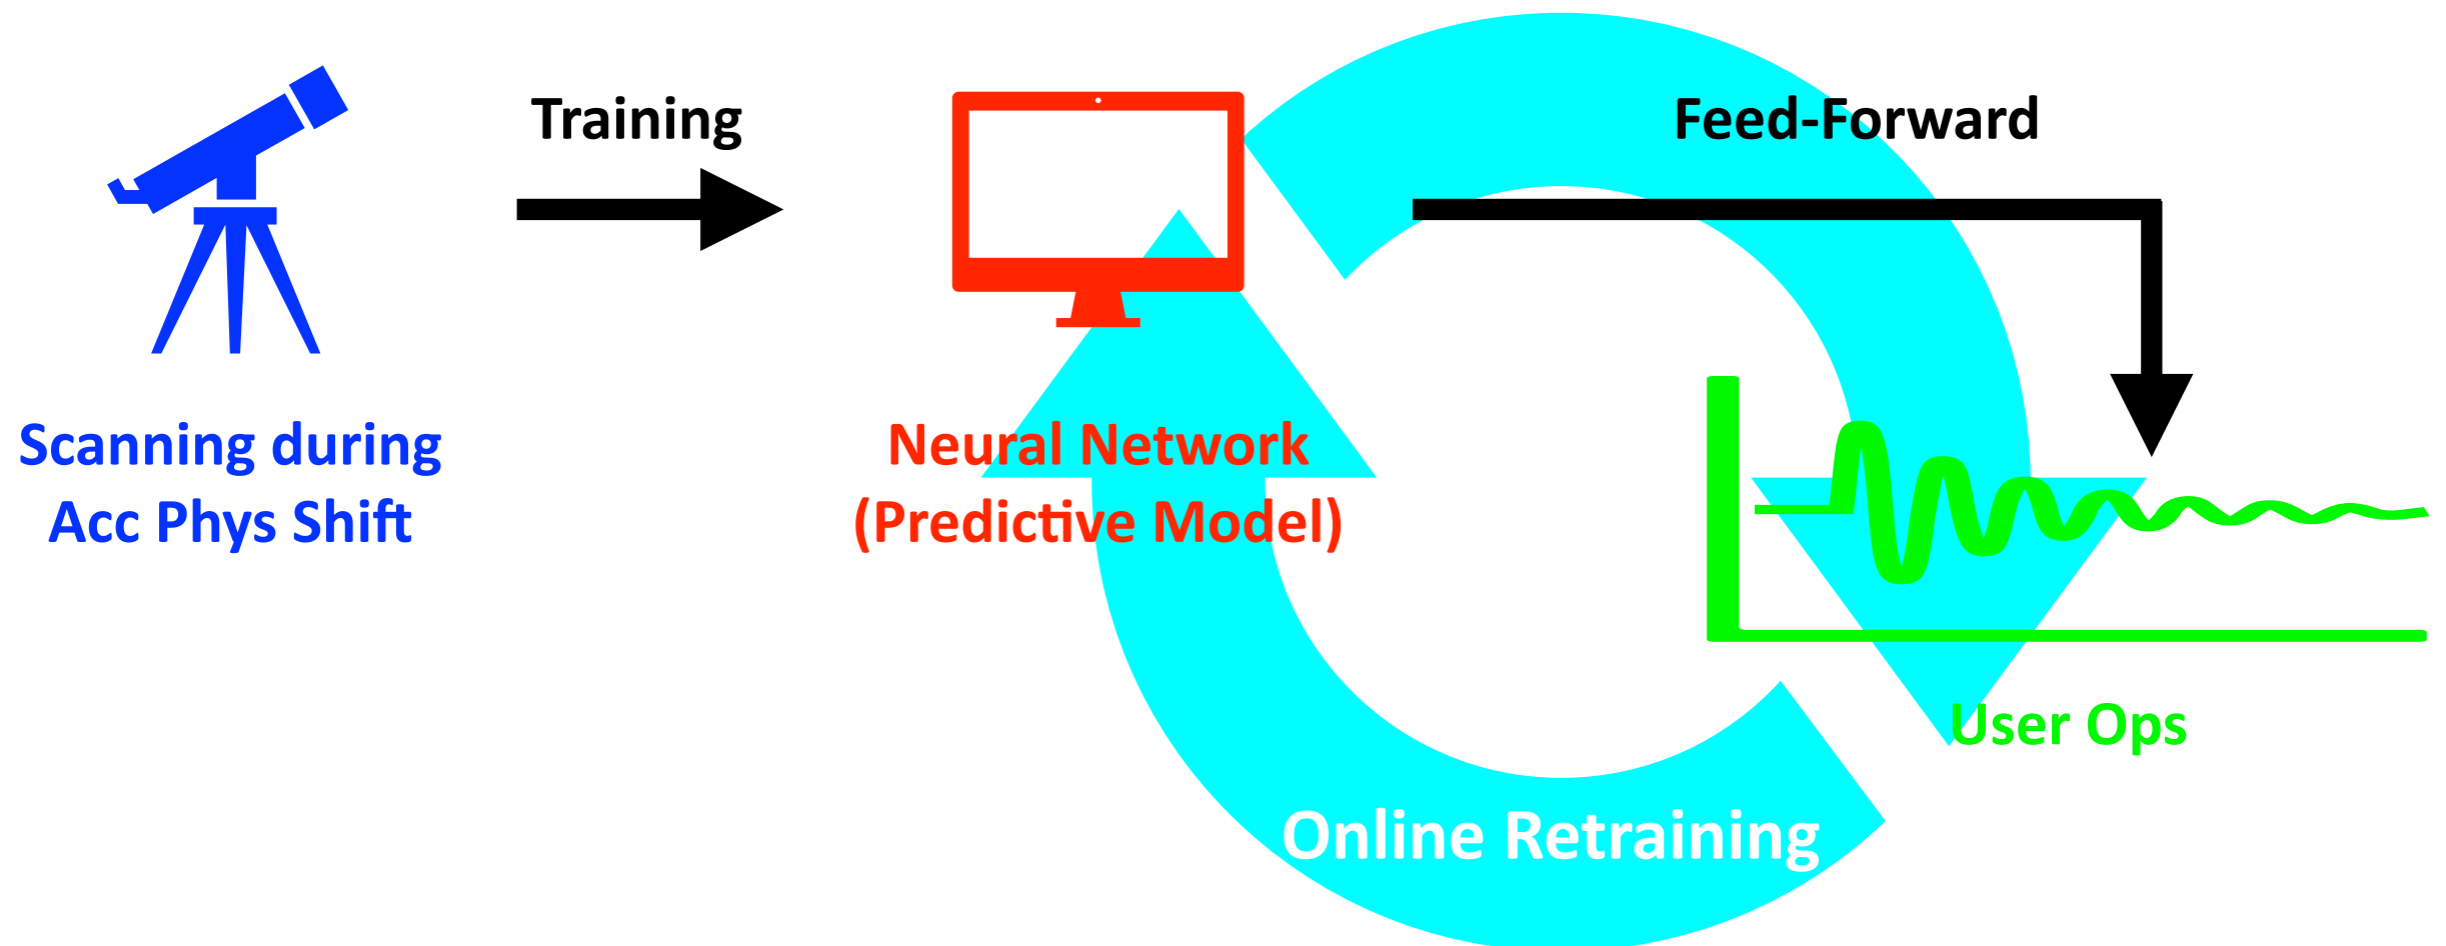 Training
Feed-Forward
Scanning during
Acc Phys Shift
Neural Network
(Predictive Model)
User Ops
Online Retraining